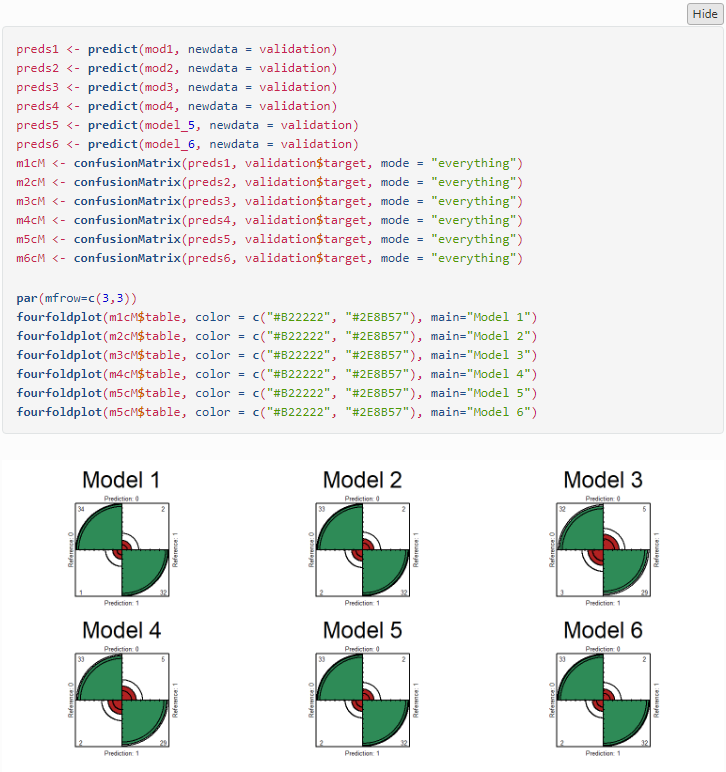 Hide
preds1 <- predict(mod1, newdata = validation)
preds2 <- predict(mod2, newdata = validation)
preds3 <- predict(mod3, newdata = validation)
preds4 <- predict(mod4, newdata = validation)
preds5 <- predict(model_5, newdata = validation)
preds6 <- predict(model_6, newdata = validation)
m1cM <- confusionMatrix(preds1, validation$target, mode = "everything")
m2cM <- confusionMatrix(preds2, validation$target, mode = "everything")
m3cM <- confusionMatrix(preds3, validation$target, mode = "everything")
m4cM <- confusionMatrix(preds4, validation$target, mode = "everything")
m5cM <- confusionMatrix(preds5, validation$target, mode = "everything")
m6cM <- confusionMatrix(preds6, validation$target, mode = "everything")
par(mfrow=c(3,3))
fourfoldplot(m1cM$table, color = c("#B22222", "#2E8B57"), main="Model 1")
fourfoldplot(m2cM$table, color = c("#B22222", "#2E8B57"), main="Model 2")
fourfoldplot(m3cM$table, color = c("#B22222", "#2E8B57"), main="Model 3")
fourfoldplot(m4cM$table, color = c("#B22222", "#2E8B57"), main="Model 4")
fourfoldplot(m5cM$table, color = c("#B22222", "#2E8B57"), main="Model 5")
fourfoldplot(m5cM$table, color = c("#B22222", "#2E8B57"), main="Model 6")
Model 1
Prediction: 0
34 2
Reference: 0
Reference: 1
1 32
Prediction: 1
Model 2
Prediction: 0
33 2
Reference: 0
Reference: 1
2 32
Prediction: 1
Model 3
Prediction: 0
32 5
Reference: 0
Reference: 1
3 29
Prediction: 1
Model 4
Prediction: 0
33 5
Reference: 0
Reference: 1
2 29
Prediction: 1
Model 5
Prediction: 0
33 2
Reference: 0
Reference: 1
2 32
Prediction: 1
Model 6
Prediction: 0
33 2
Reference: 0
Reference: 1
2 32
Prediction: 1